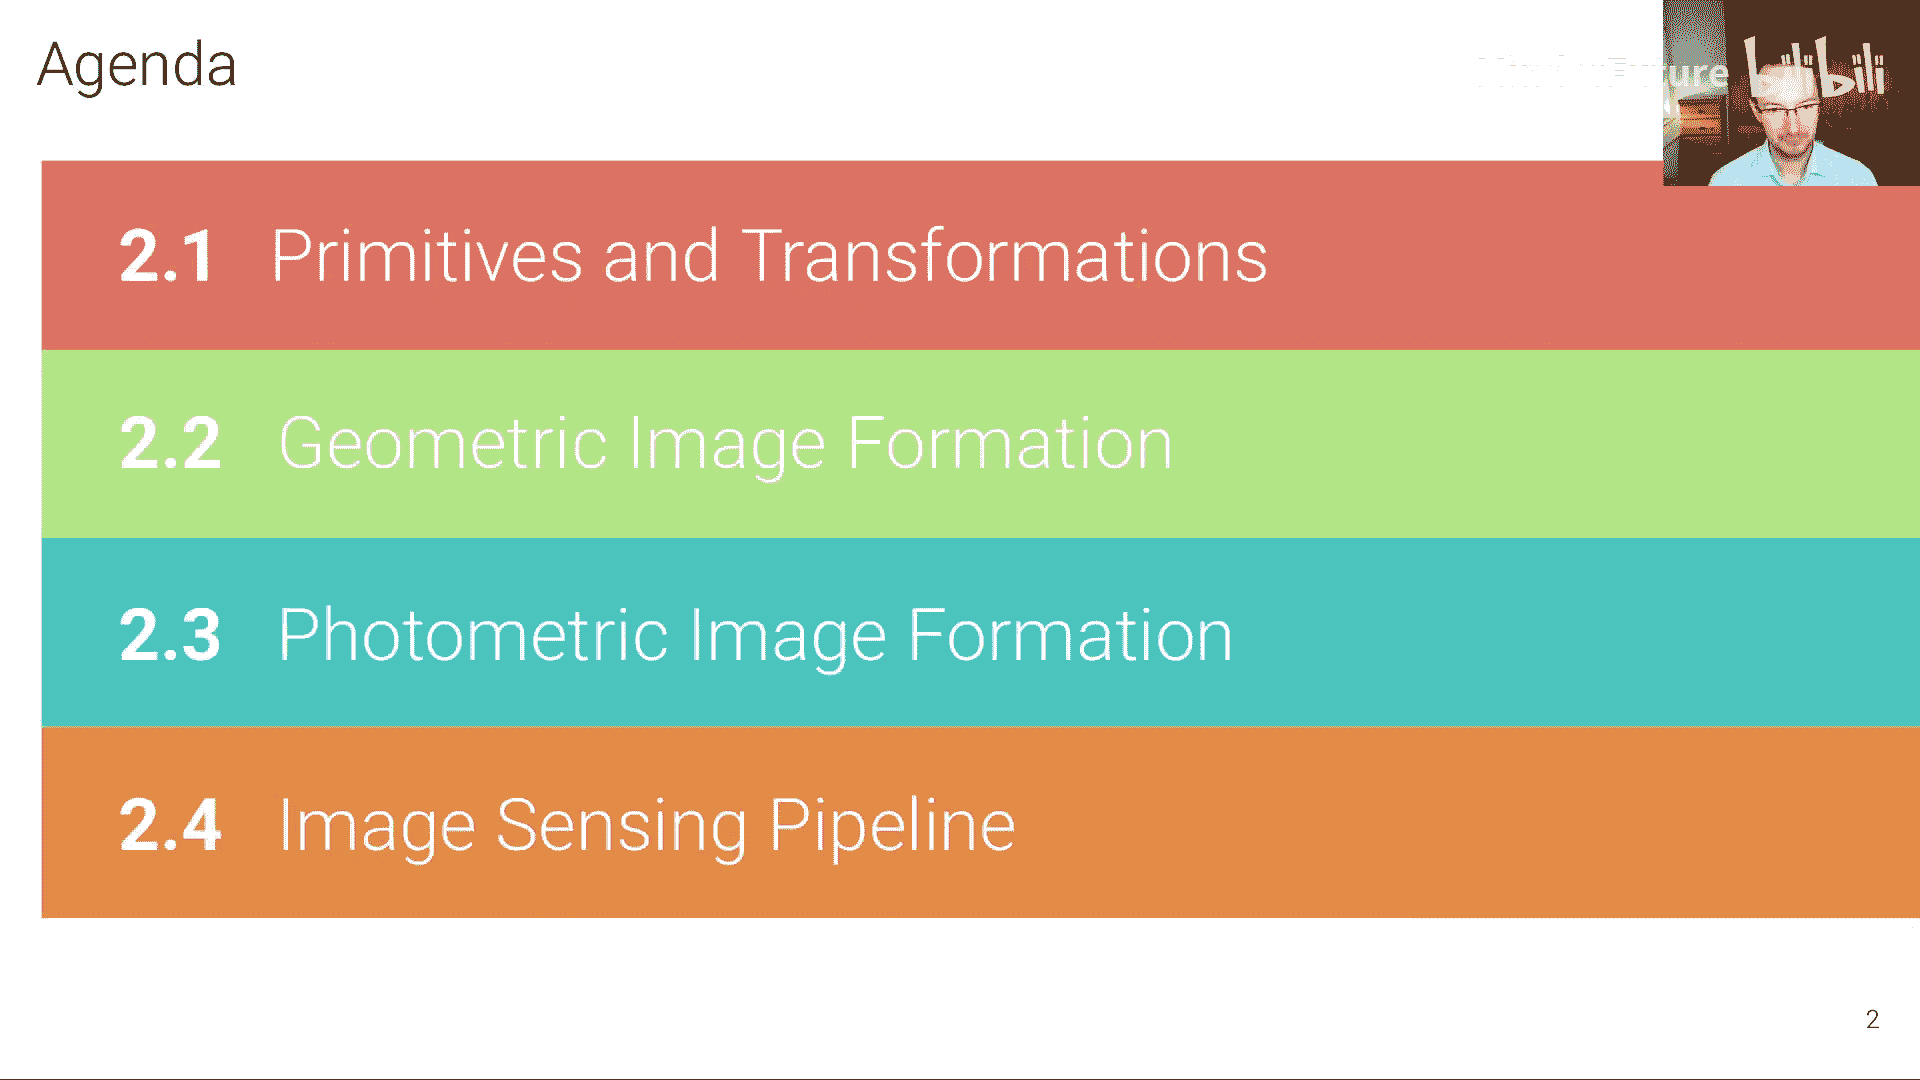 Agenda
bilibili
2.1 Primitives and Transformations
2.2 Geometric Image Formation
2.3 Photometric Image Formation
2.4 Image Sensing Pipeline
2